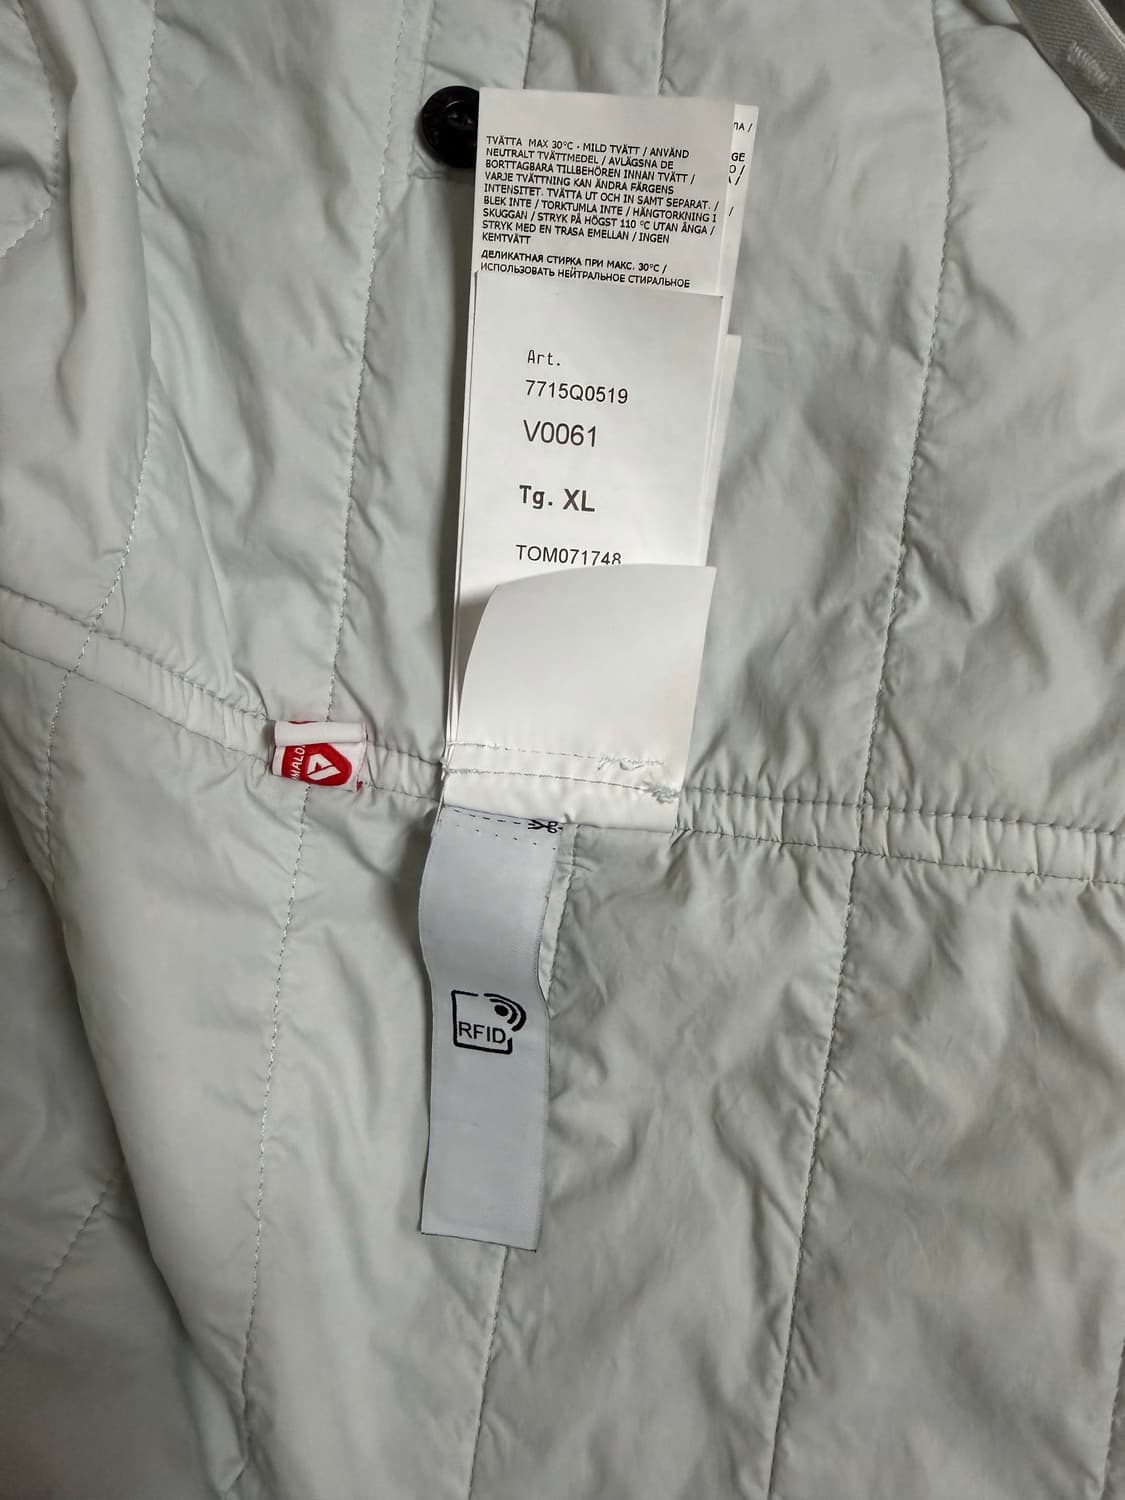 TVÄTTA MAX 30°C - MILD TVÄTT / ANVÄND
NEUTRALT TVÄTTMEDEL / AVLÄGSNA DE
BORTTAGBARA TILLBEHÖREN INNAN TVÄTT /
VARJE TVÄTTNING KAN ÄNDRA FÄRGENS
INTENSITET. TVÄTTA UT OCH IN SAMT SEPARAT. /
BLEK INTE / TORKTUMLA INTE / HÄNGTORKNING I
SKUGGAN / STRYK PÅ HÖGST 110 °C UTAN ÅNGA /
STRYK MED EN TRASA EMELLAN / INGEN
KEMTVÄTT
ДЕЛИКАТНАЯ СТИРКА ПРИ МАКС. 30°C /
ИСПОЛЬЗОВАТЬ НЕЙТРАЛЬНОЕ СТИРАЛЬНОЕ
Art.
7715Q0519
V0061
Tg. XL
TOM071748
RFID